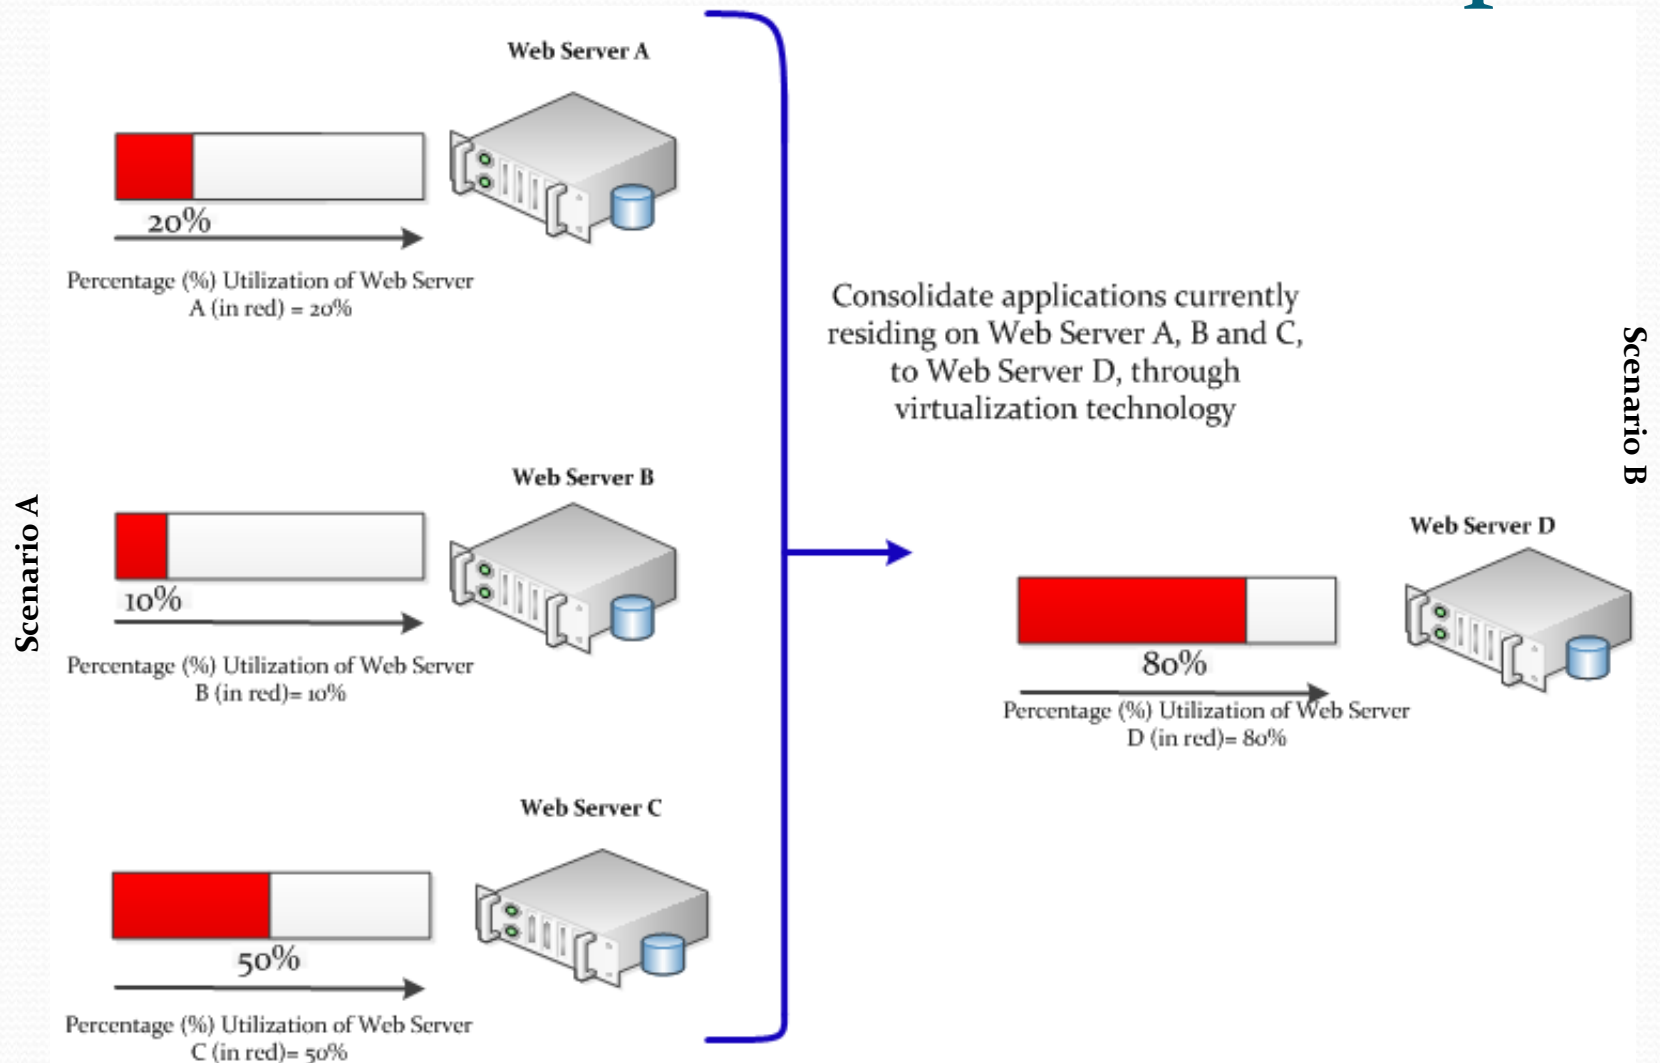 Web Server A
20%
Percentage (%) Utilization of Web Server
A (in red) = 20%
Scenario A
Web Server B
10%
Percentage (%) Utilization of Web Server
B (in red)= 10%
Web Server C
50%
Percentage (%) Utilization of Web Server
C (in red)= 50%
Consolidate applications currently
residing on Web Server A, B and C,
to Web Server D, through
virtualization technology
Scenario B
Web Server D
80%
Percentage (%) Utilization of Web Server
D (in red)= 80%